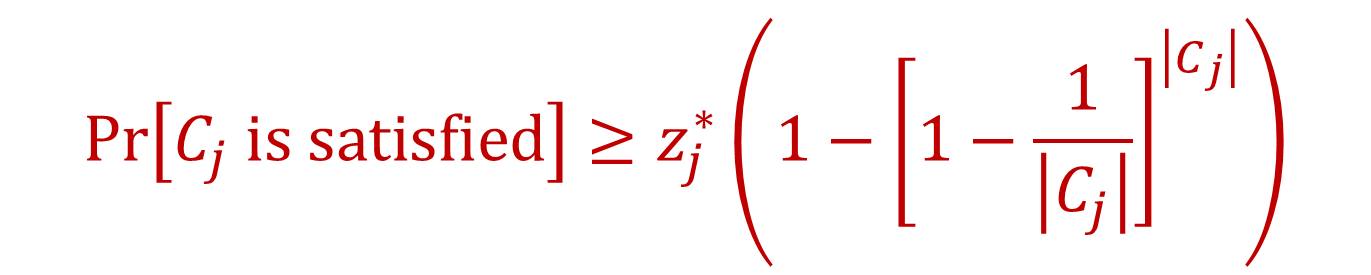 Pr[C_j is satisfied] ≥ z_j^* (1 − [1 − 1/|C_j|]^{|C_j|})